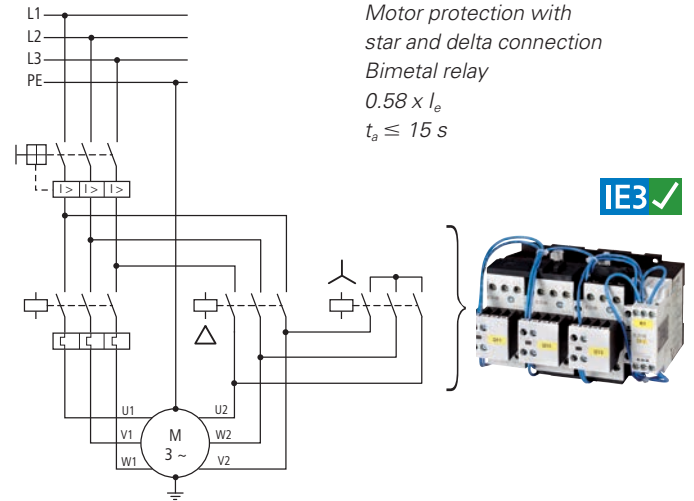 L1
L2
L3
PE
Motor protection with
star and delta connection
Bimetal relay
0.58 x Ie
ta ≤ 15 s
I> I> I>
IE3
U1
V1
W1
M
3 ~
U2
W2
V2